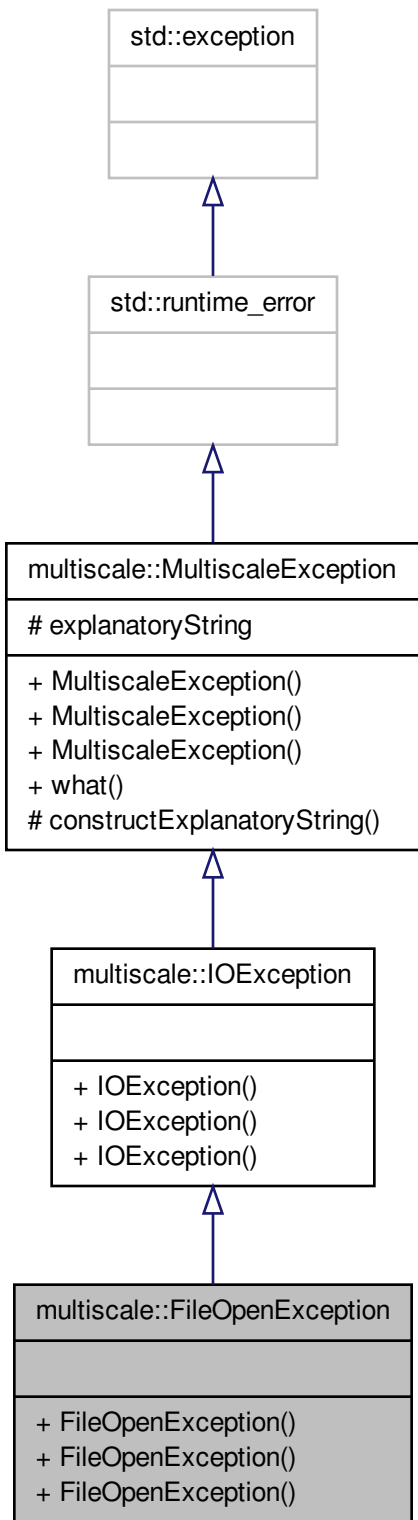 std::exception
std::runtime_error
multiscale::MultiscaleException
# explanatoryString
+ MultiscaleException()
+ MultiscaleException()
+ MultiscaleException()
+ what()
# constructExplanatoryString()
multiscale::IOException
+ IOException()
+ IOException()
+ IOException()
multiscale::FileOpenException
+ FileOpenException()
+ FileOpenException()
+ FileOpenException()